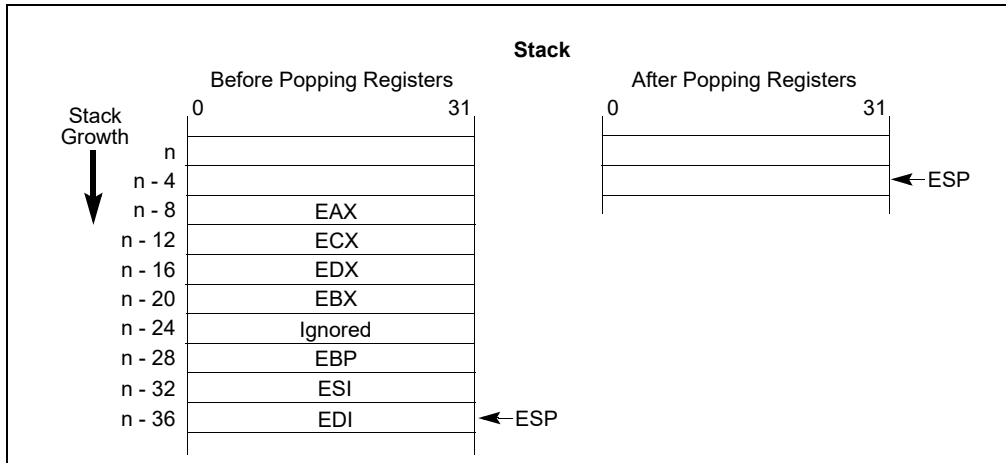 Stack
Before Popping Registers
After Popping Registers
0 31
0 31
Stack
Growth
n
n - 4
ESP
n - 8 EAX
n - 12 ECX
n - 16 EDX
n - 20 EBX
n - 24 Ignored
n - 28 EBP
n - 32 ESI
n - 36 EDI ESP